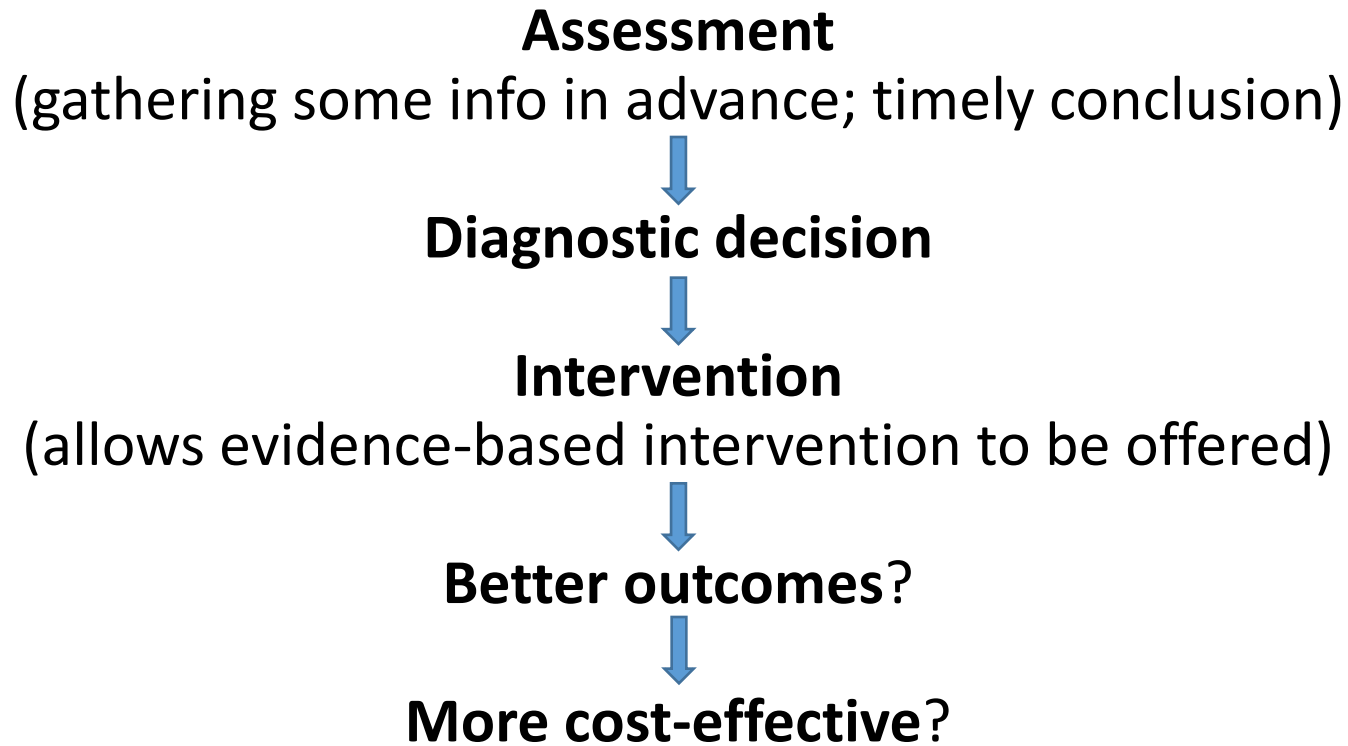 Assessment
(gathering some info in advance; timely conclusion)
Diagnostic decision
Intervention
(allows evidence-based intervention to be offered)
Better outcomes?
More cost-effective?